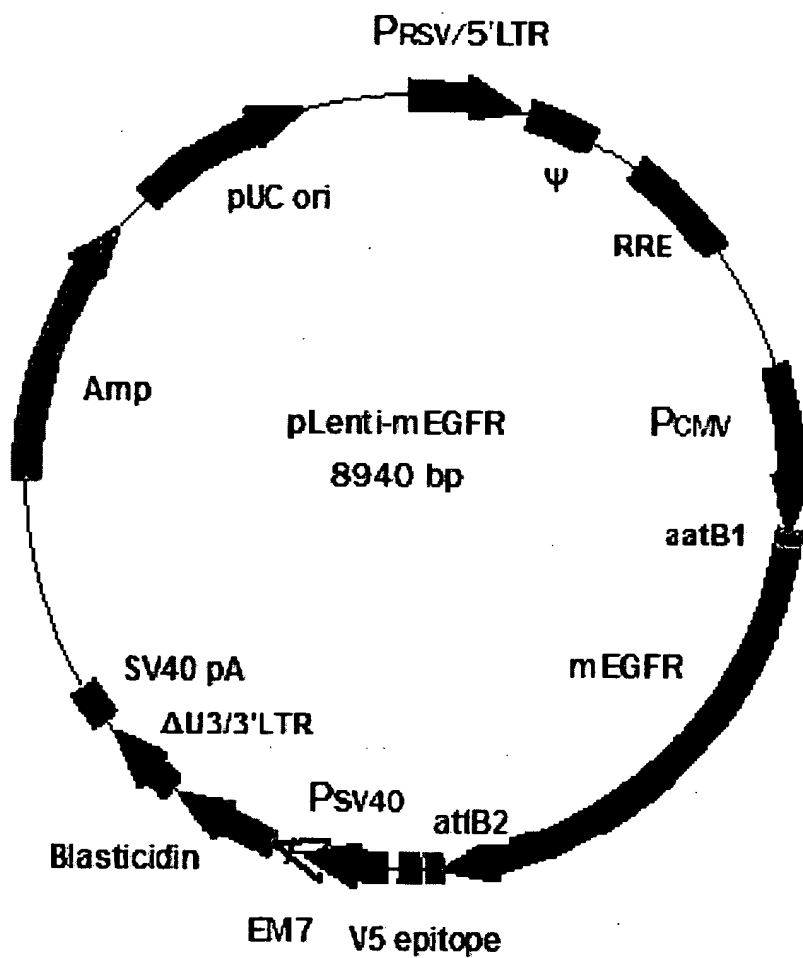 PRSV/5'LTR
Ψ
pUC ori
RRE
Amp
pLenti-mEGFR
8940 bp
PCMV
aatB1
mEGFR
SV40 pA
ΔU3/3'LTR
PSV40
attB2
Blasticidin
EM7
V5 epitope